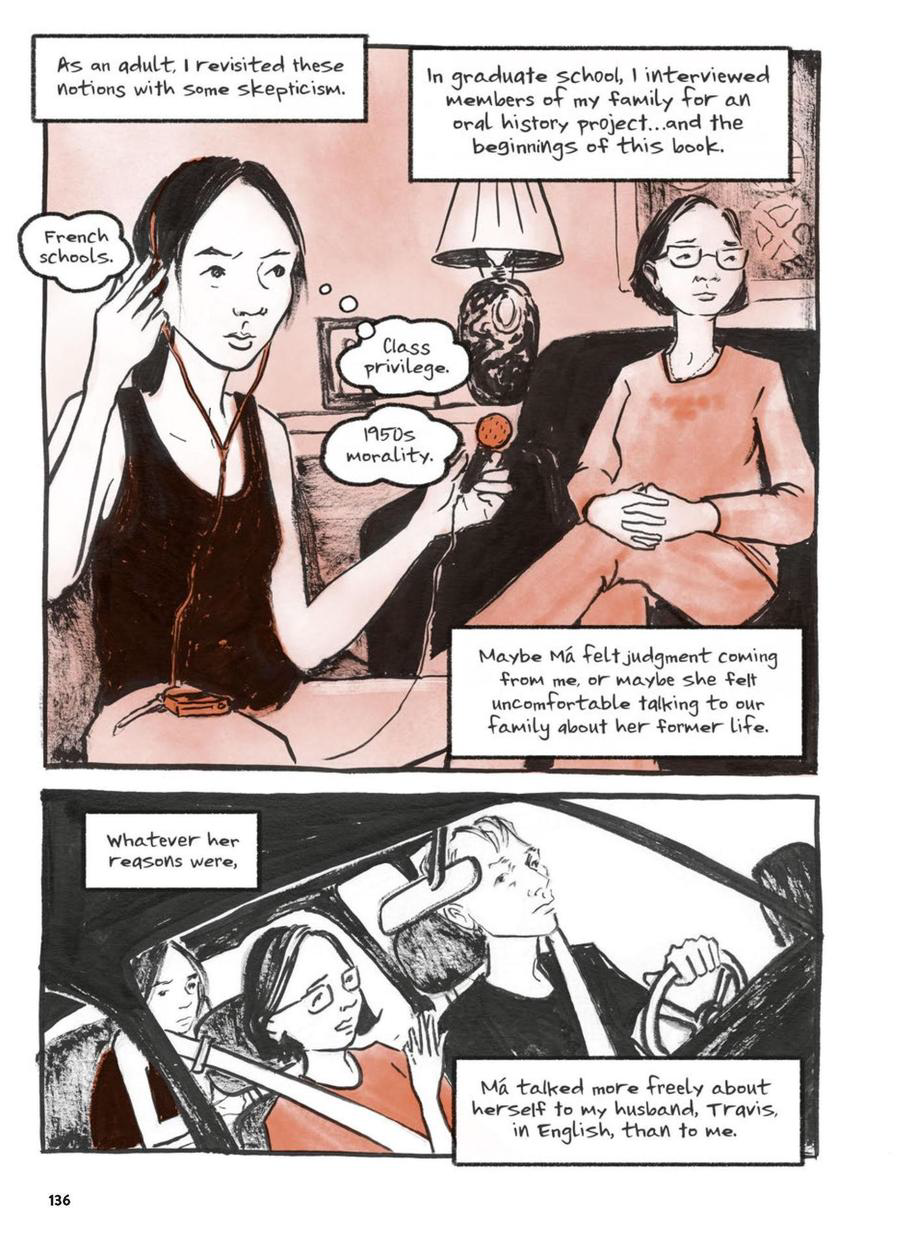 As an adult, I revisited these
notions with some skepticism.
In graduate school, I interviewed
members of my family for an
oral history project...and the
beginnings of this book.
French
schools.
Class
privilege.
1950s
morality.
Maybe Má felt judgment coming
from me, or maybe she felt
uncomfortable talking to our
family about her former life.
Whatever her
reasons were,
Má talked more freely about
herself to my husband, Travis,
in English, than to me.
136